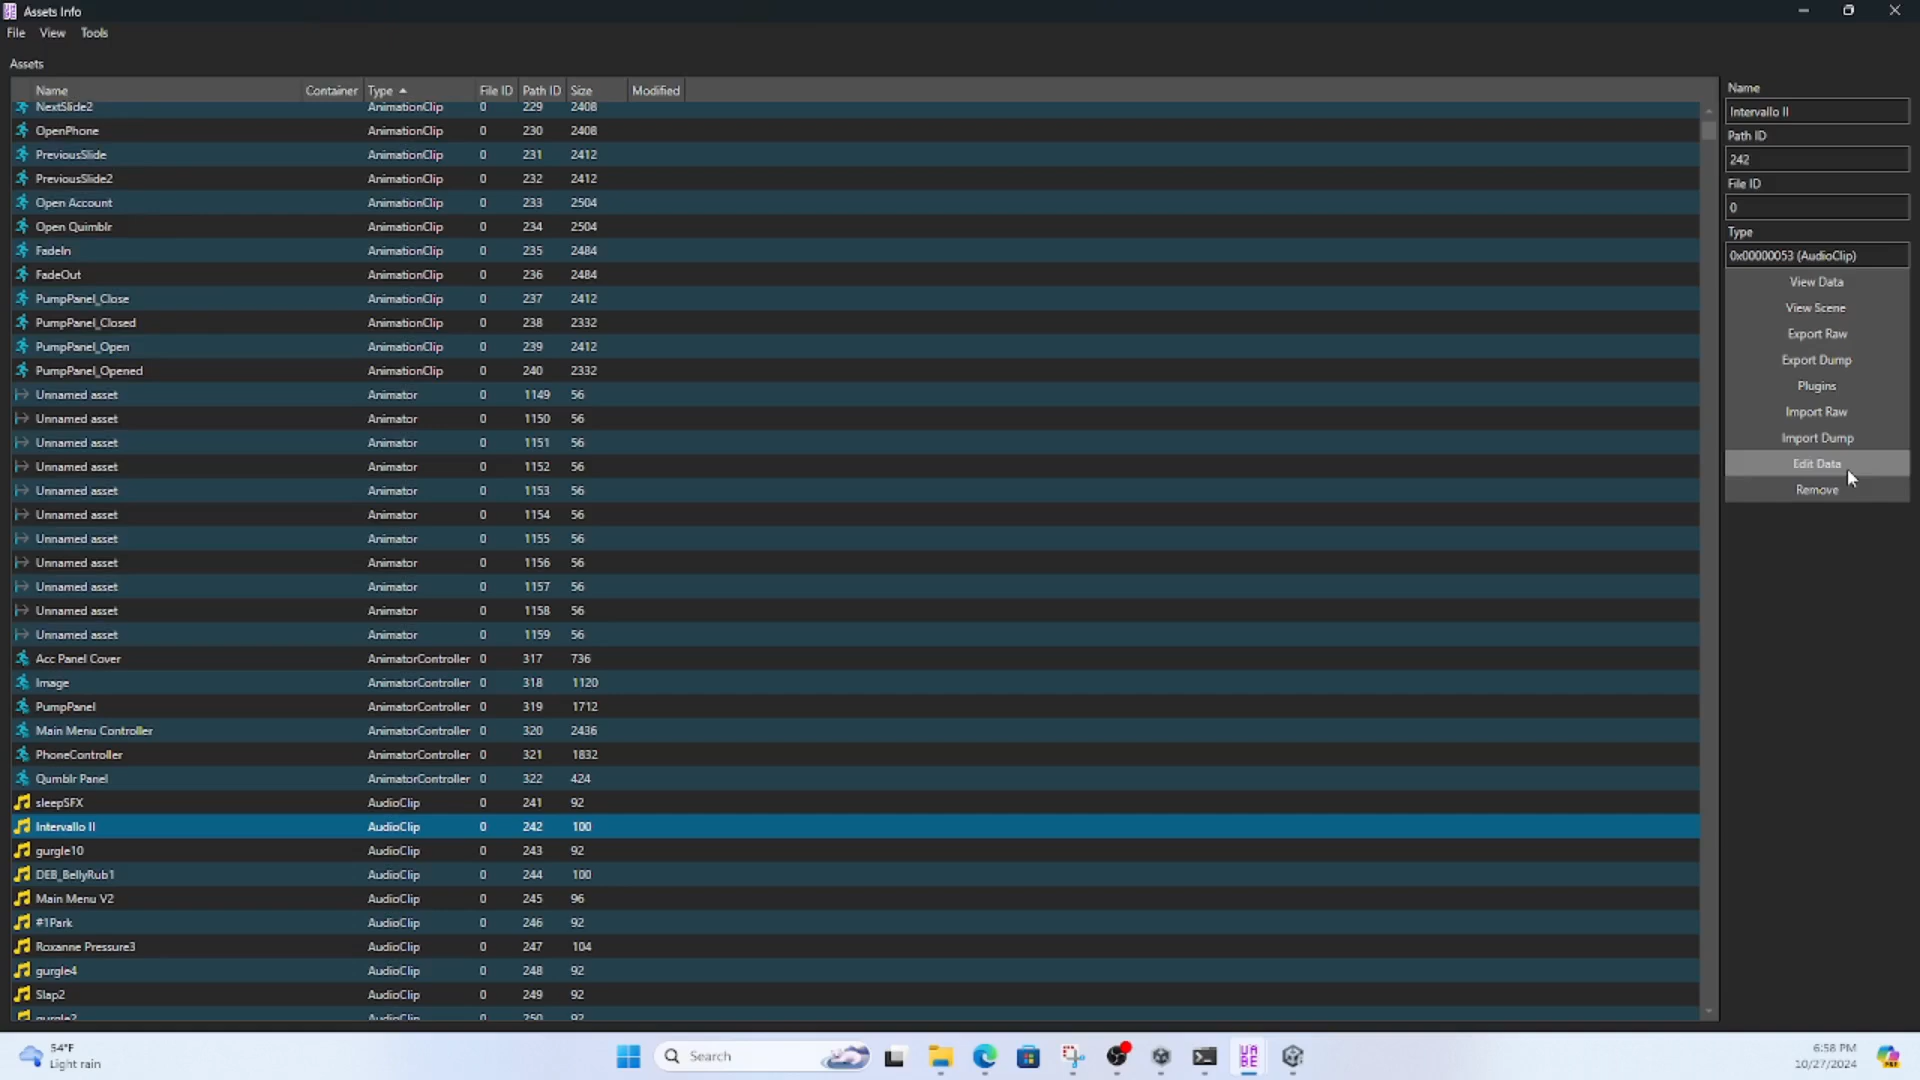 Assets Info
File View Tools
Assets
Name Container Type File ID Path ID Size Modified
NextSlide2 AnimationClip 0 229 2408
OpenPhone AnimationClip 0 230 2408
PreviousSlide AnimationClip 0 231 2412
PreviousSlide2 AnimationClip 0 232 2412
Open Account AnimationClip 0 233 2504
Open Quimblr AnimationClip 0 234 2504
FadeIn AnimationClip 0 235 2484
FadeOut AnimationClip 0 236 2484
PumpPanel_Close AnimationClip 0 237 2412
PumpPanel_Closed AnimationClip 0 238 2332
PumpPanel_Open AnimationClip 0 239 2412
PumpPanel_Opened AnimationClip 0 240 2332
Unnamed asset Animator 0 1149 56
Unnamed asset Animator 0 1150 56
Unnamed asset Animator 0 1151 56
Unnamed asset Animator 0 1152 56
Unnamed asset Animator 0 1153 56
Unnamed asset Animator 0 1154 56
Unnamed asset Animator 0 1155 56
Unnamed asset Animator 0 1156 56
Unnamed asset Animator 0 1157 56
Unnamed asset Animator 0 1158 56
Unnamed asset Animator 0 1159 56
Acc Panel Cover AnimatorController 0 317 736
Image AnimatorController 0 318 1120
PumpPanel AnimatorController 0 319 1712
Main Menu Controller AnimatorController 0 320 2436
PhoneController AnimatorController 0 321 1832
Qumblr Panel AnimatorController 0 322 424
sleepSFX AudioClip 0 241 92
Intervallo II AudioClip 0 242 100
gurgle10 AudioClip 0 243 92
DEB_BellyRub1 AudioClip 0 244 100
Main Menu V2 AudioClip 0 245 96
#1Park AudioClip 0 246 92
Roxanne Pressure3 AudioClip 0 247 104
gurgle4 AudioClip 0 248 92
Slap2 AudioClip 0 249 92
gurgle2 AudioClip 0 250 92
Name
Intervallo II
Path ID
242
File ID
0
Type
0x00000053 (AudioClip)
View Data
View Scene
Export Raw
Export Dump
Plugins
Import Raw
Import Dump
Edit Data
Remove
54°F
Light rain
Search
UA
BE
6:58 PM
10/27/2024